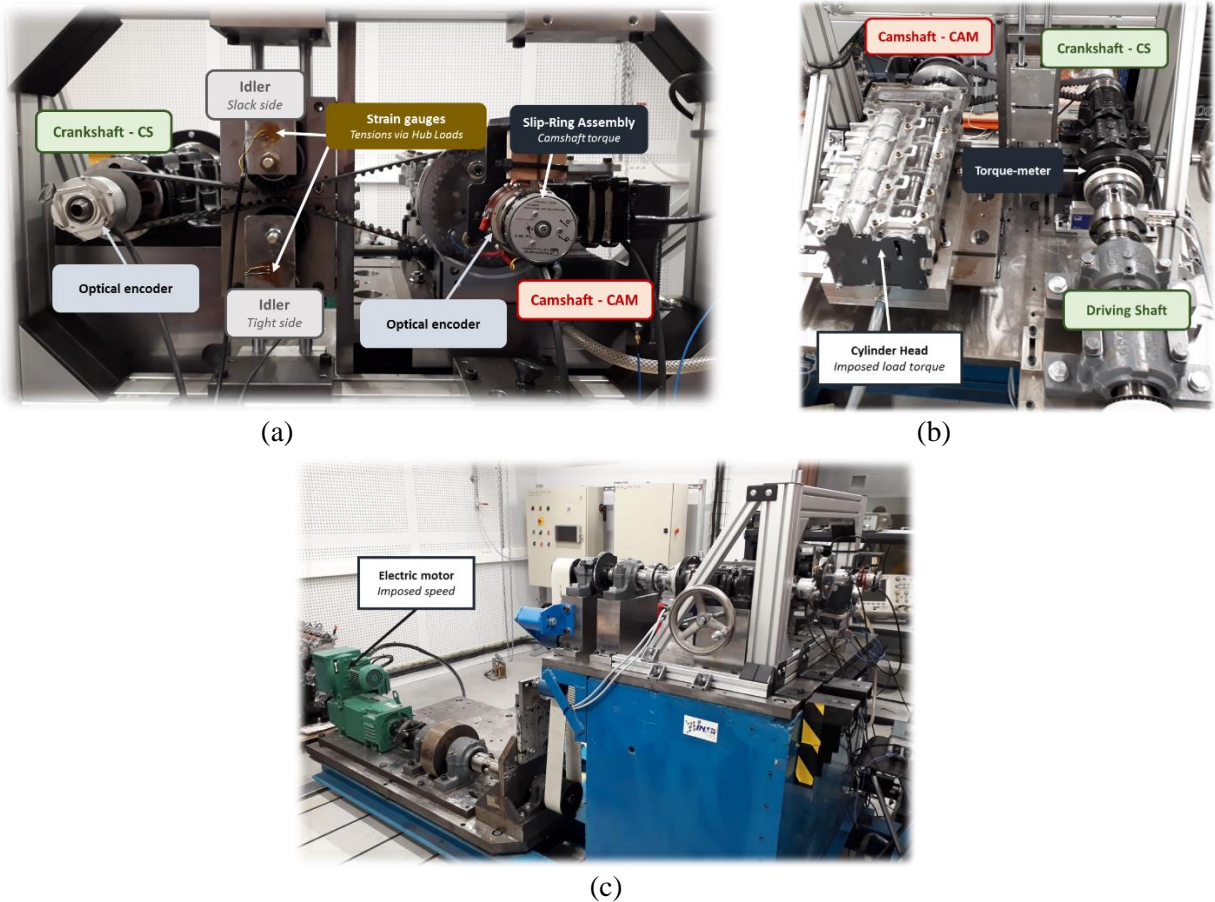 Idler
Slack side
Strain gauges
Tensions via Hub Loads
Slip-Ring Assembly
Camshaft torque
Crankshaft - CS
Optical encoder
Idler
Tight side
Optical encoder
Camshaft - CAM
(a)
Camshaft - CAM
Crankshaft - CS
Torque-meter
Driving Shaft
Cylinder Head
Imposed load torque
(b)
Electric motor
Imposed speed
(c)